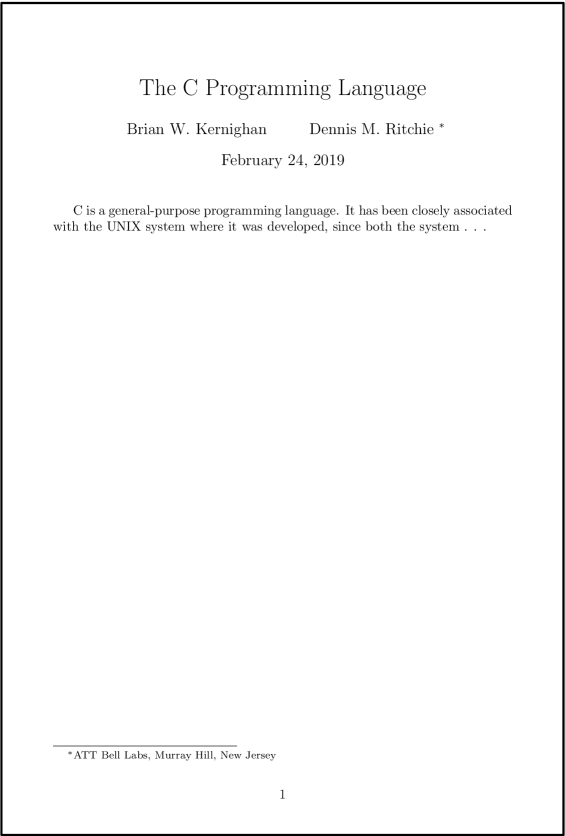 The C Programming Language
Brian W. Kernighan Dennis M. Ritchie *
February 24, 2019
C is a general-purpose programming language. It has been closely associated
with the UNIX system where it was developed, since both the system . . .
*ATT Bell Labs, Murray Hill, New Jersey
1